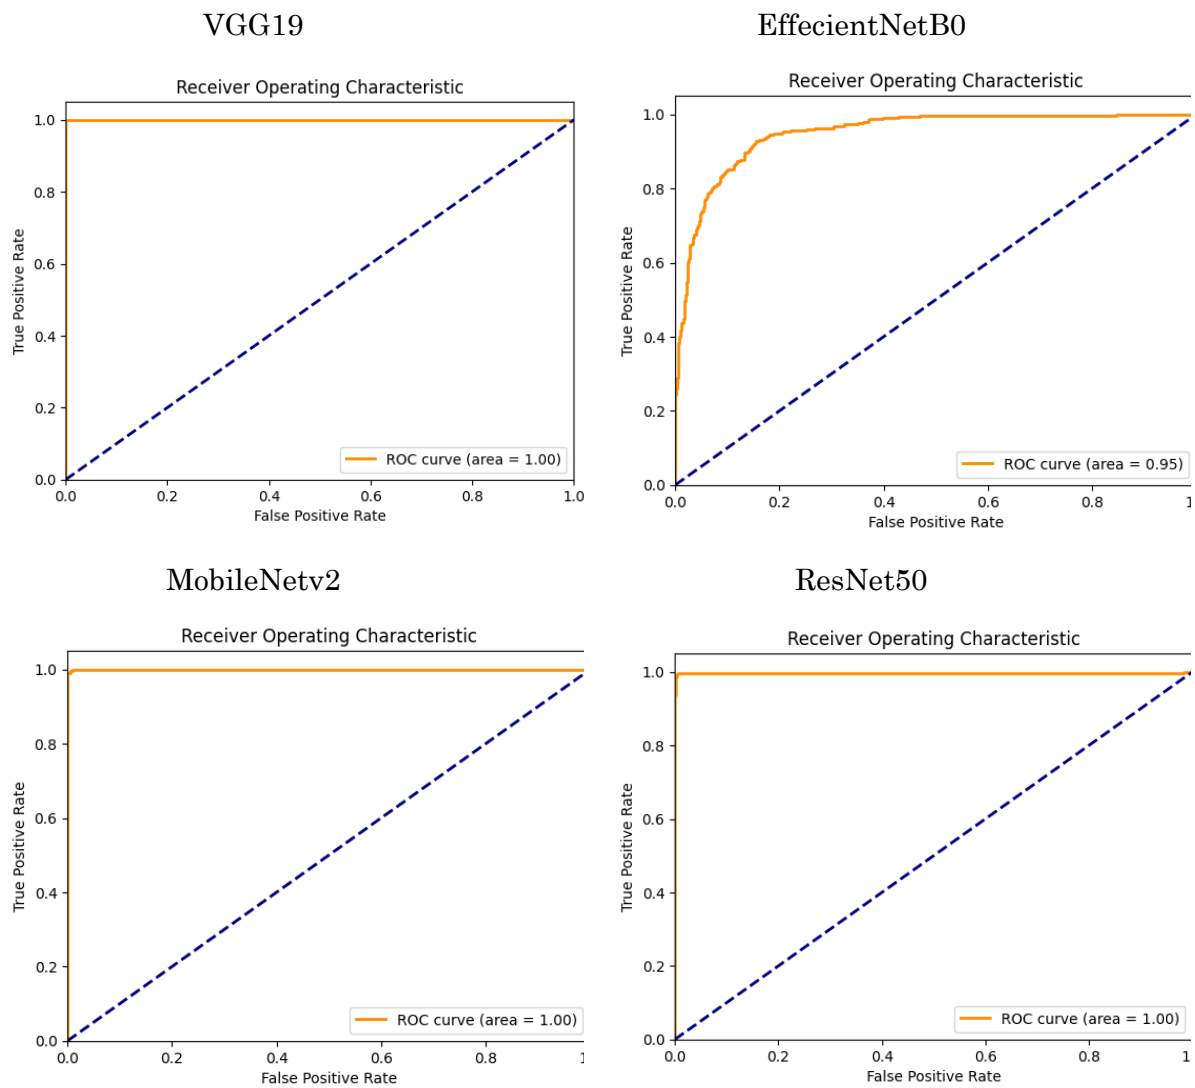 VGG19
EffecientNetB0
Receiver Operating Characteristic
1.0
0.8
0.6
0.4
0.2
0.0
True Positive Rate
ROC curve (area = 1.00)
0.0 0.2 0.4 0.6 0.8 1.0
False Positive Rate
Receiver Operating Characteristic
1.0
0.8
0.6
0.4
0.2
0.0
True Positive Rate
ROC curve (area = 0.95)
0.0 0.2 0.4 0.6 0.8 1
False Positive Rate
MobileNetv2
ResNet50
Receiver Operating Characteristic
1.0
0.8
0.6
0.4
0.2
0.0
True Positive Rate
ROC curve (area = 1.00)
0.0 0.2 0.4 0.6 0.8
False Positive Rate
Receiver Operating Characteristic
1.0
0.8
0.6
0.4
0.2
0.0
True Positive Rate
ROC curve (area = 1.00)
0.0 0.2 0.4 0.6 0.8 1
False Positive Rate